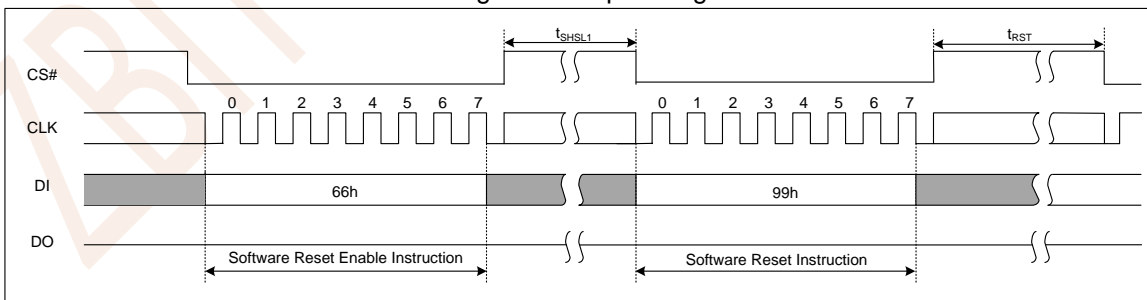 tSHSL1
tRST
CS#
0 1 2 3 4 5 6 7
0 1 2 3 4 5 6 7
CLK
DI
66h
99h
DO
Software Reset Enable Instruction
Software Reset Instruction